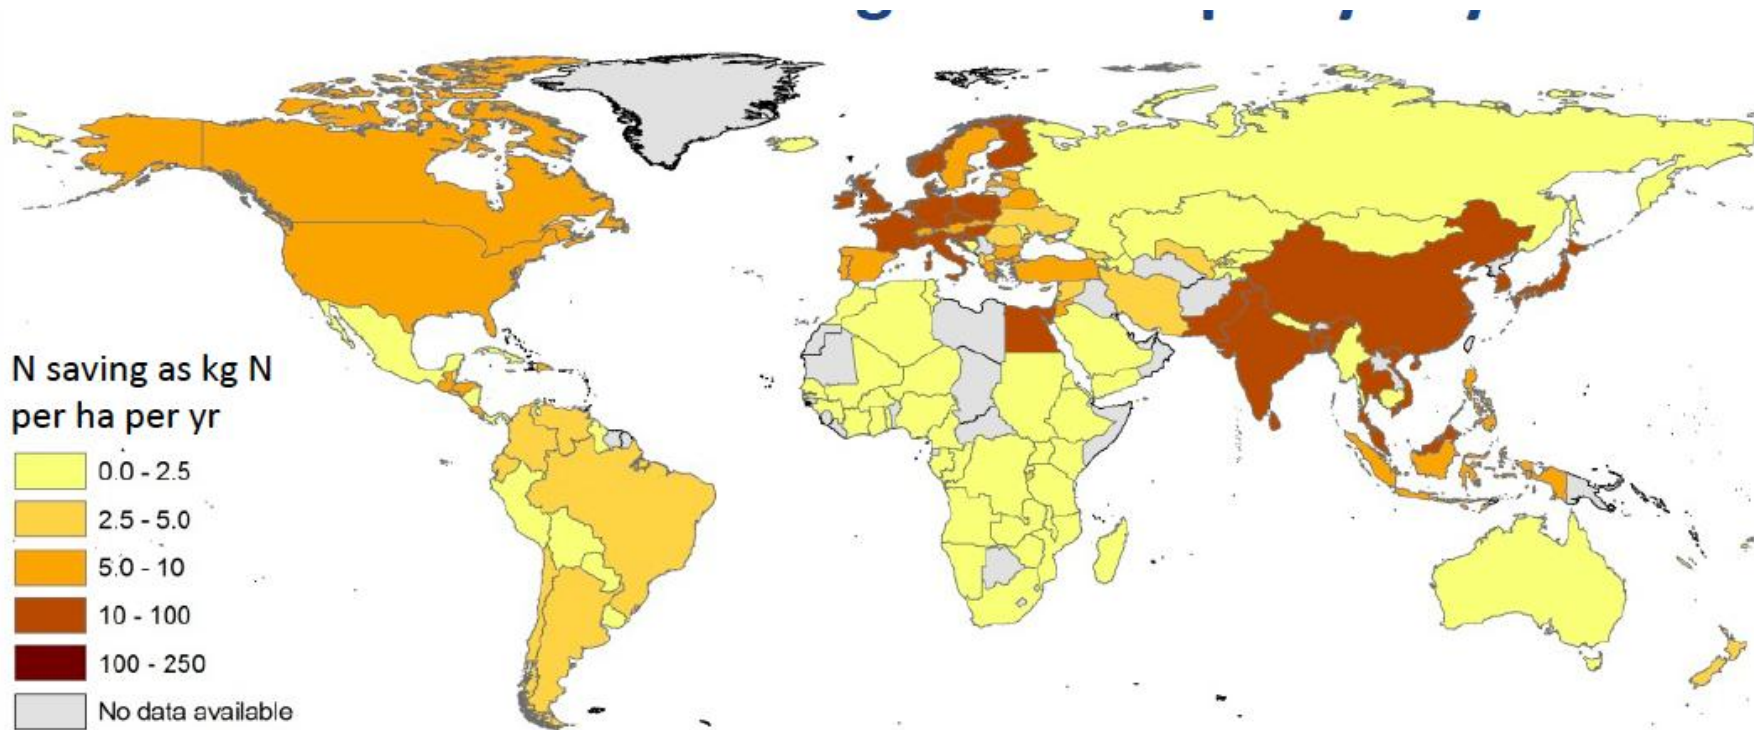 N saving as kg N
per ha per yr
0.0 - 2.5
2.5 - 5.0
5.0 - 10
10 - 100
100 - 250
No data available